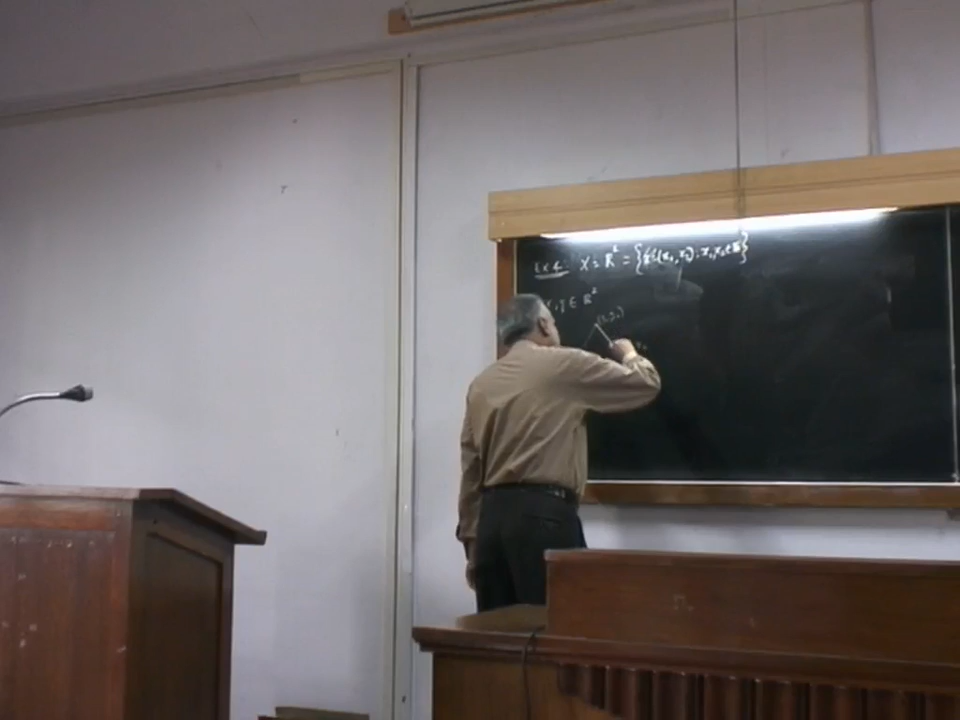 Ex 4: X = ℝ² = {x=(x₁, x₂): x₁, x₂ ∈ ℝ}
x, y ∈ ℝ²